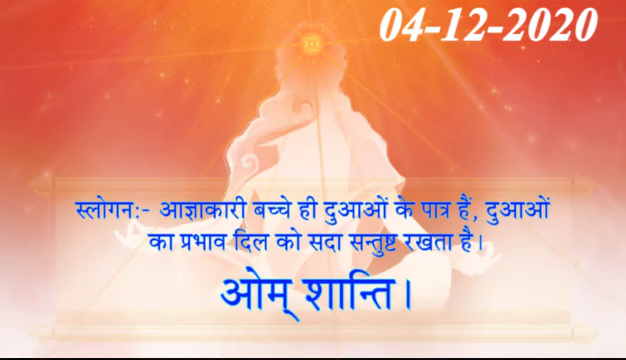 04-12-2020
स्लोगन:- आज्ञाकारी बच्चे ही दुआओं के पात्र हैं, दुआओं
का प्रभाव दिल को सदा सन्तुष्ट रखता है।
ओम् शान्ति।